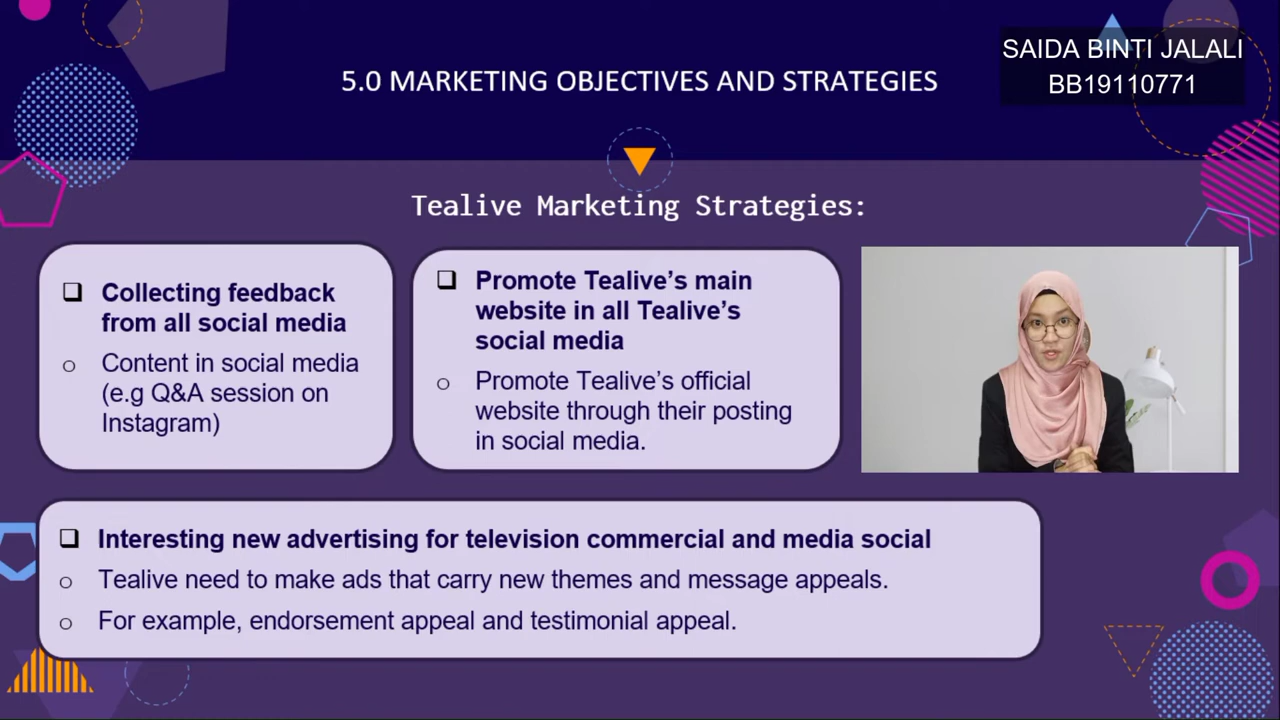 5.0 MARKETING OBJECTIVES AND STRATEGIES
SAIDA BINTI JALALI
BB19110771
Tealive Marketing Strategies:
❑ Collecting feedback
from all social media
o Content in social media
(e.g Q&A session on
Instagram)
❑ Promote Tealive’s main
website in all Tealive’s
social media
o Promote Tealive’s official
website through their posting
in social media.
❑ Interesting new advertising for television commercial and media social
o Tealive need to make ads that carry new themes and message appeals.
o For example, endorsement appeal and testimonial appeal.